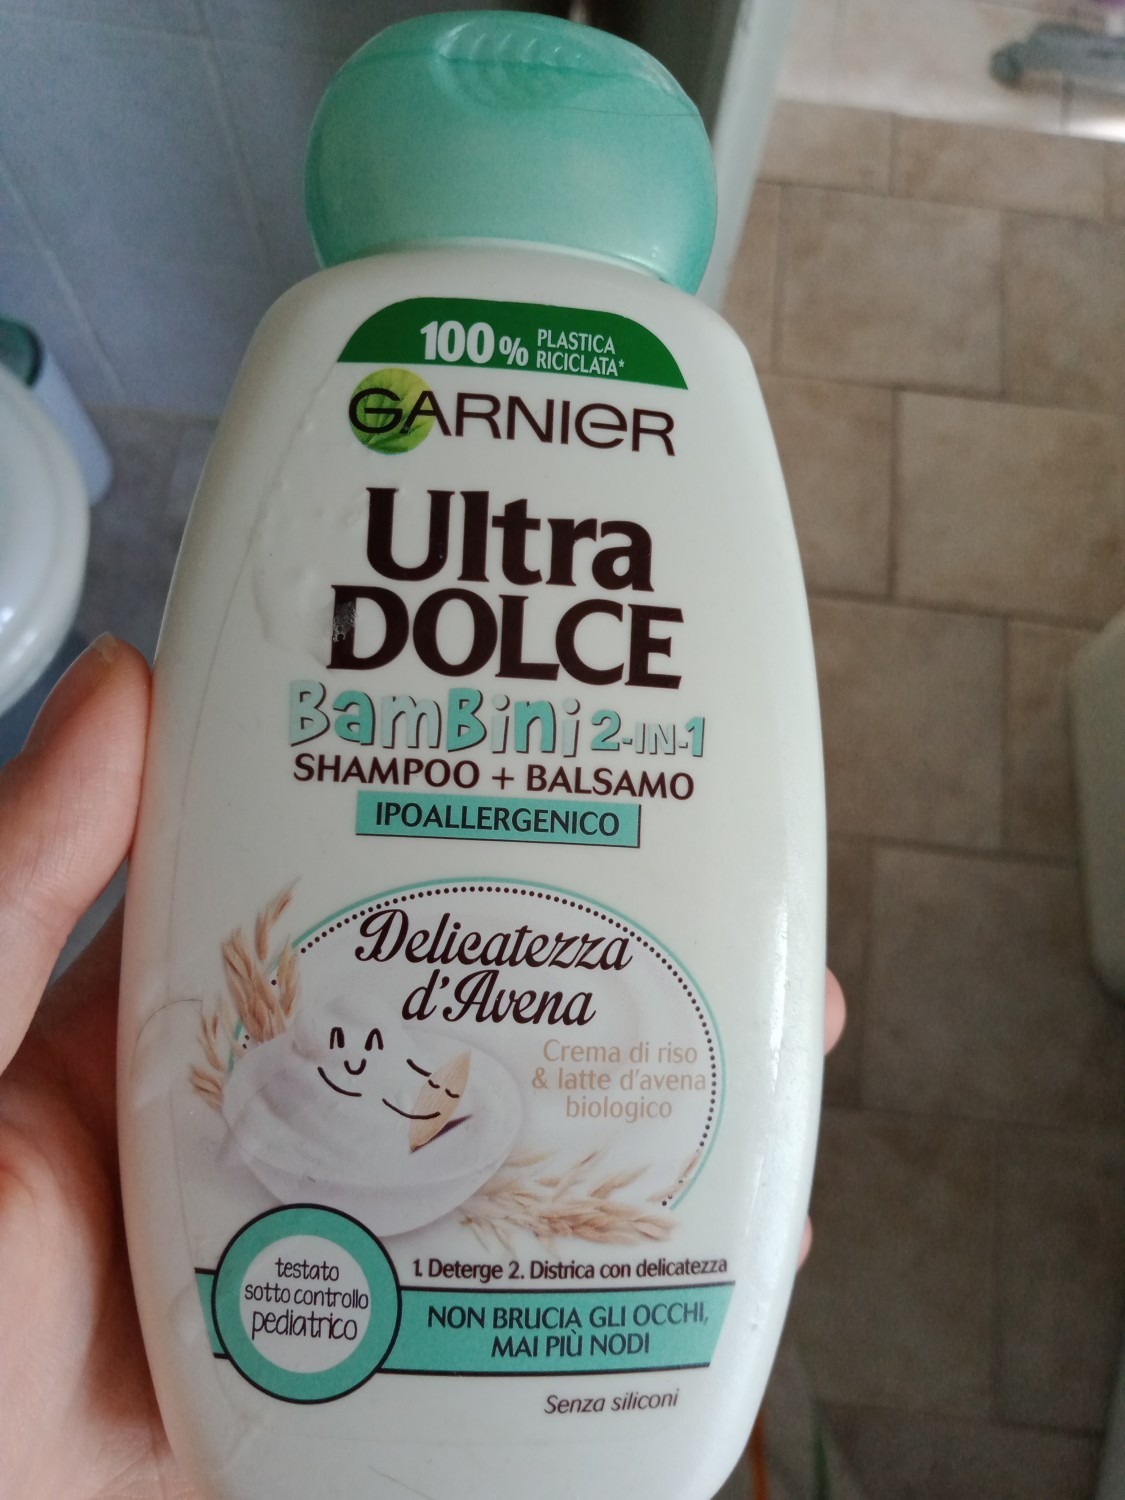 100% PLASTICA
RICICLATA*
GARNIER
Ultra
DOLCE
BamBini 2-IN-1
SHAMPOO + BALSAMO
IPOALLERGENICO
Delicatezza
d'Avena
Crema di riso
& latte d'avena
biologico
testato
sotto controllo
pediatrico
1. Deterge 2. Districa con delicatezza
NON BRUCIA GLI OCCHI,
MAI PIÙ NODI
Senza siliconi